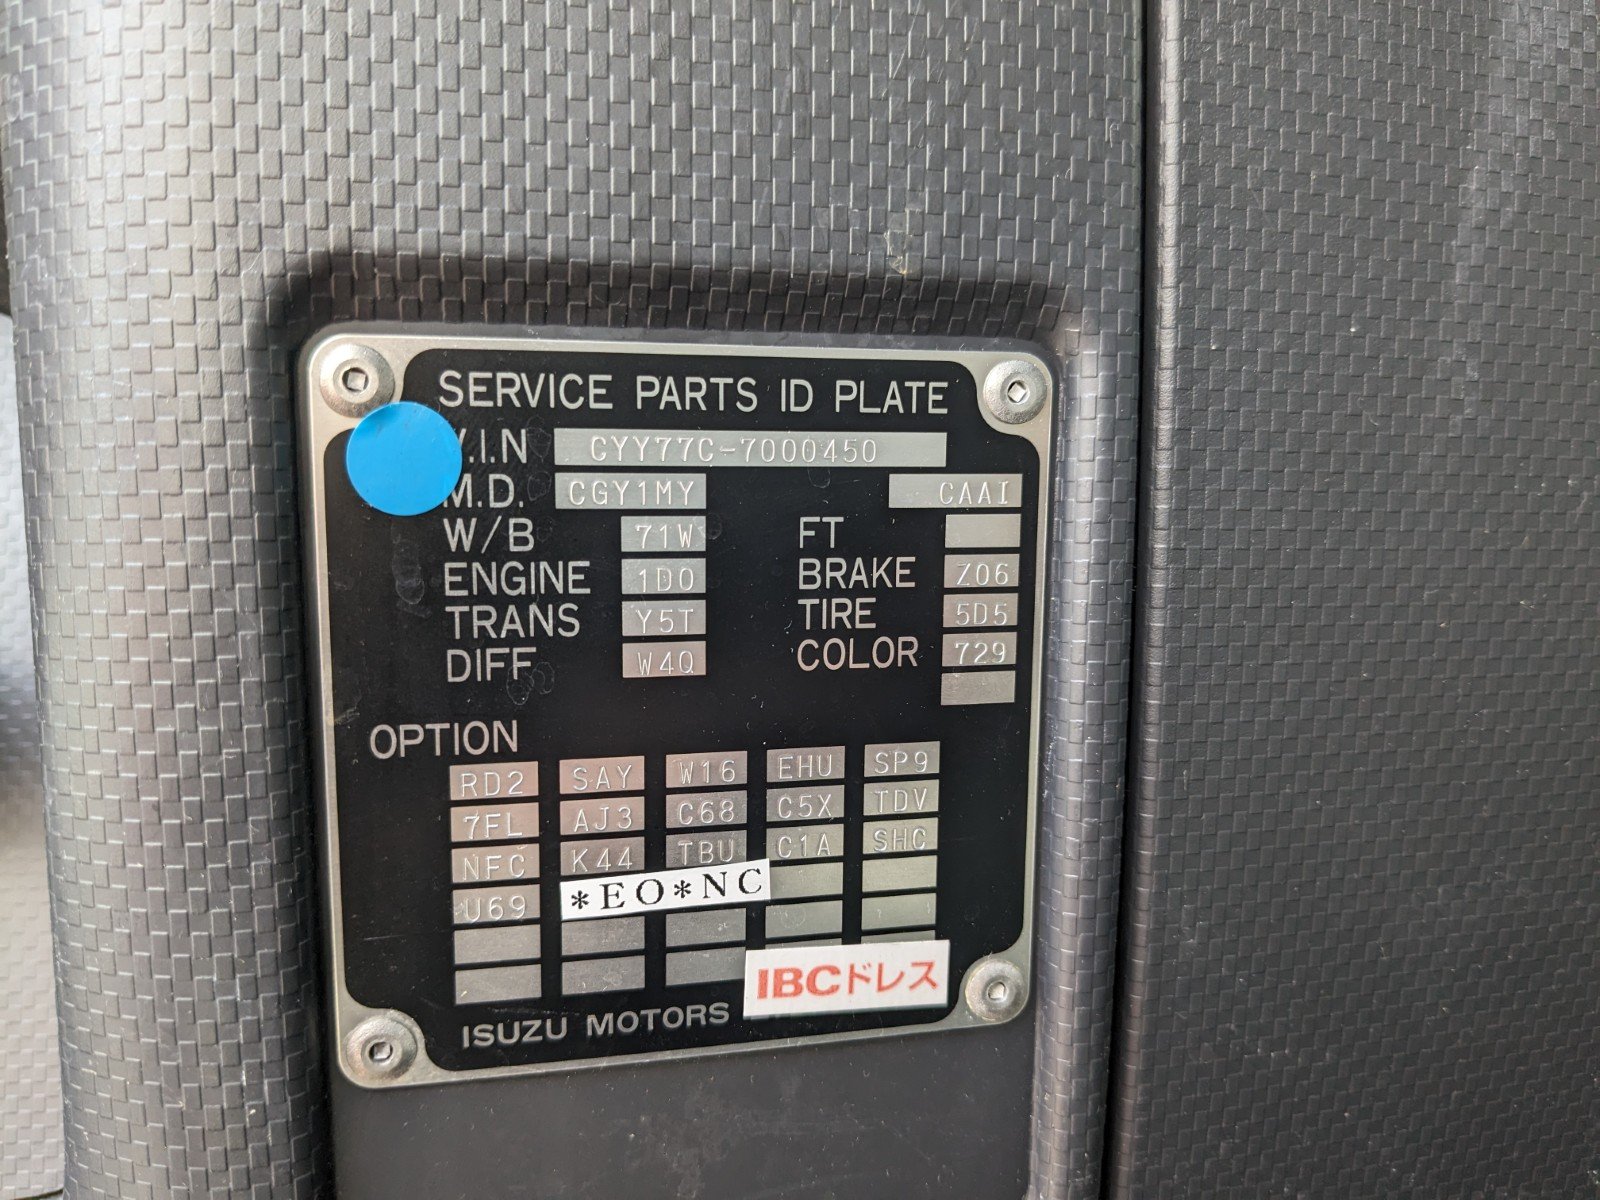 SERVICE PARTS ID PLATE
.I.N CYY77C-7000450
M.D. CGY1MY CAAI
W/B 71W FT
ENGINE 1D0 BRAKE Z06
TRANS Y5T TIRE 5D5
DIFF W4Q COLOR 729
OPTION
RD2 SAY W16 EHU SP9
7FL AJ3 C68 C5X TDV
NFC K44 TBU C1A SHC
U69 *EO*NC
IBCドレス
ISUZU MOTORS